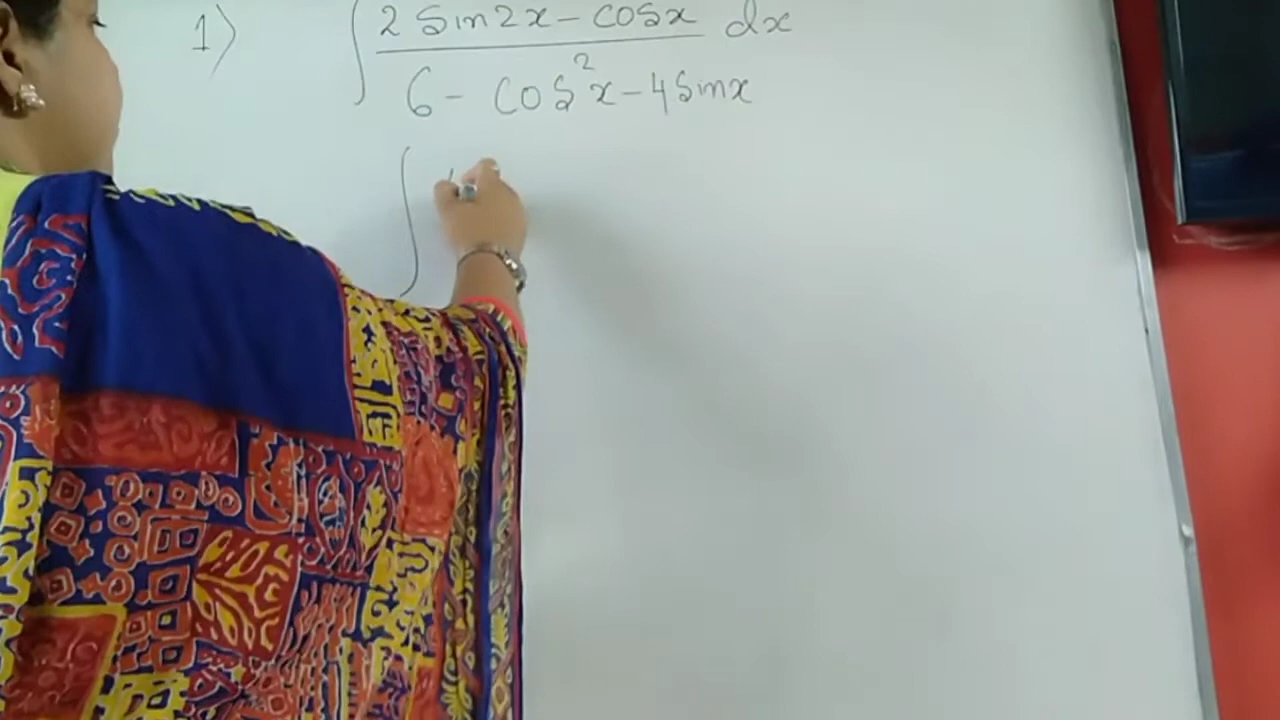 1) ∫ (2 Sin2x - cosx) / (6 - cos²x - 4 Sinx) dx
∫